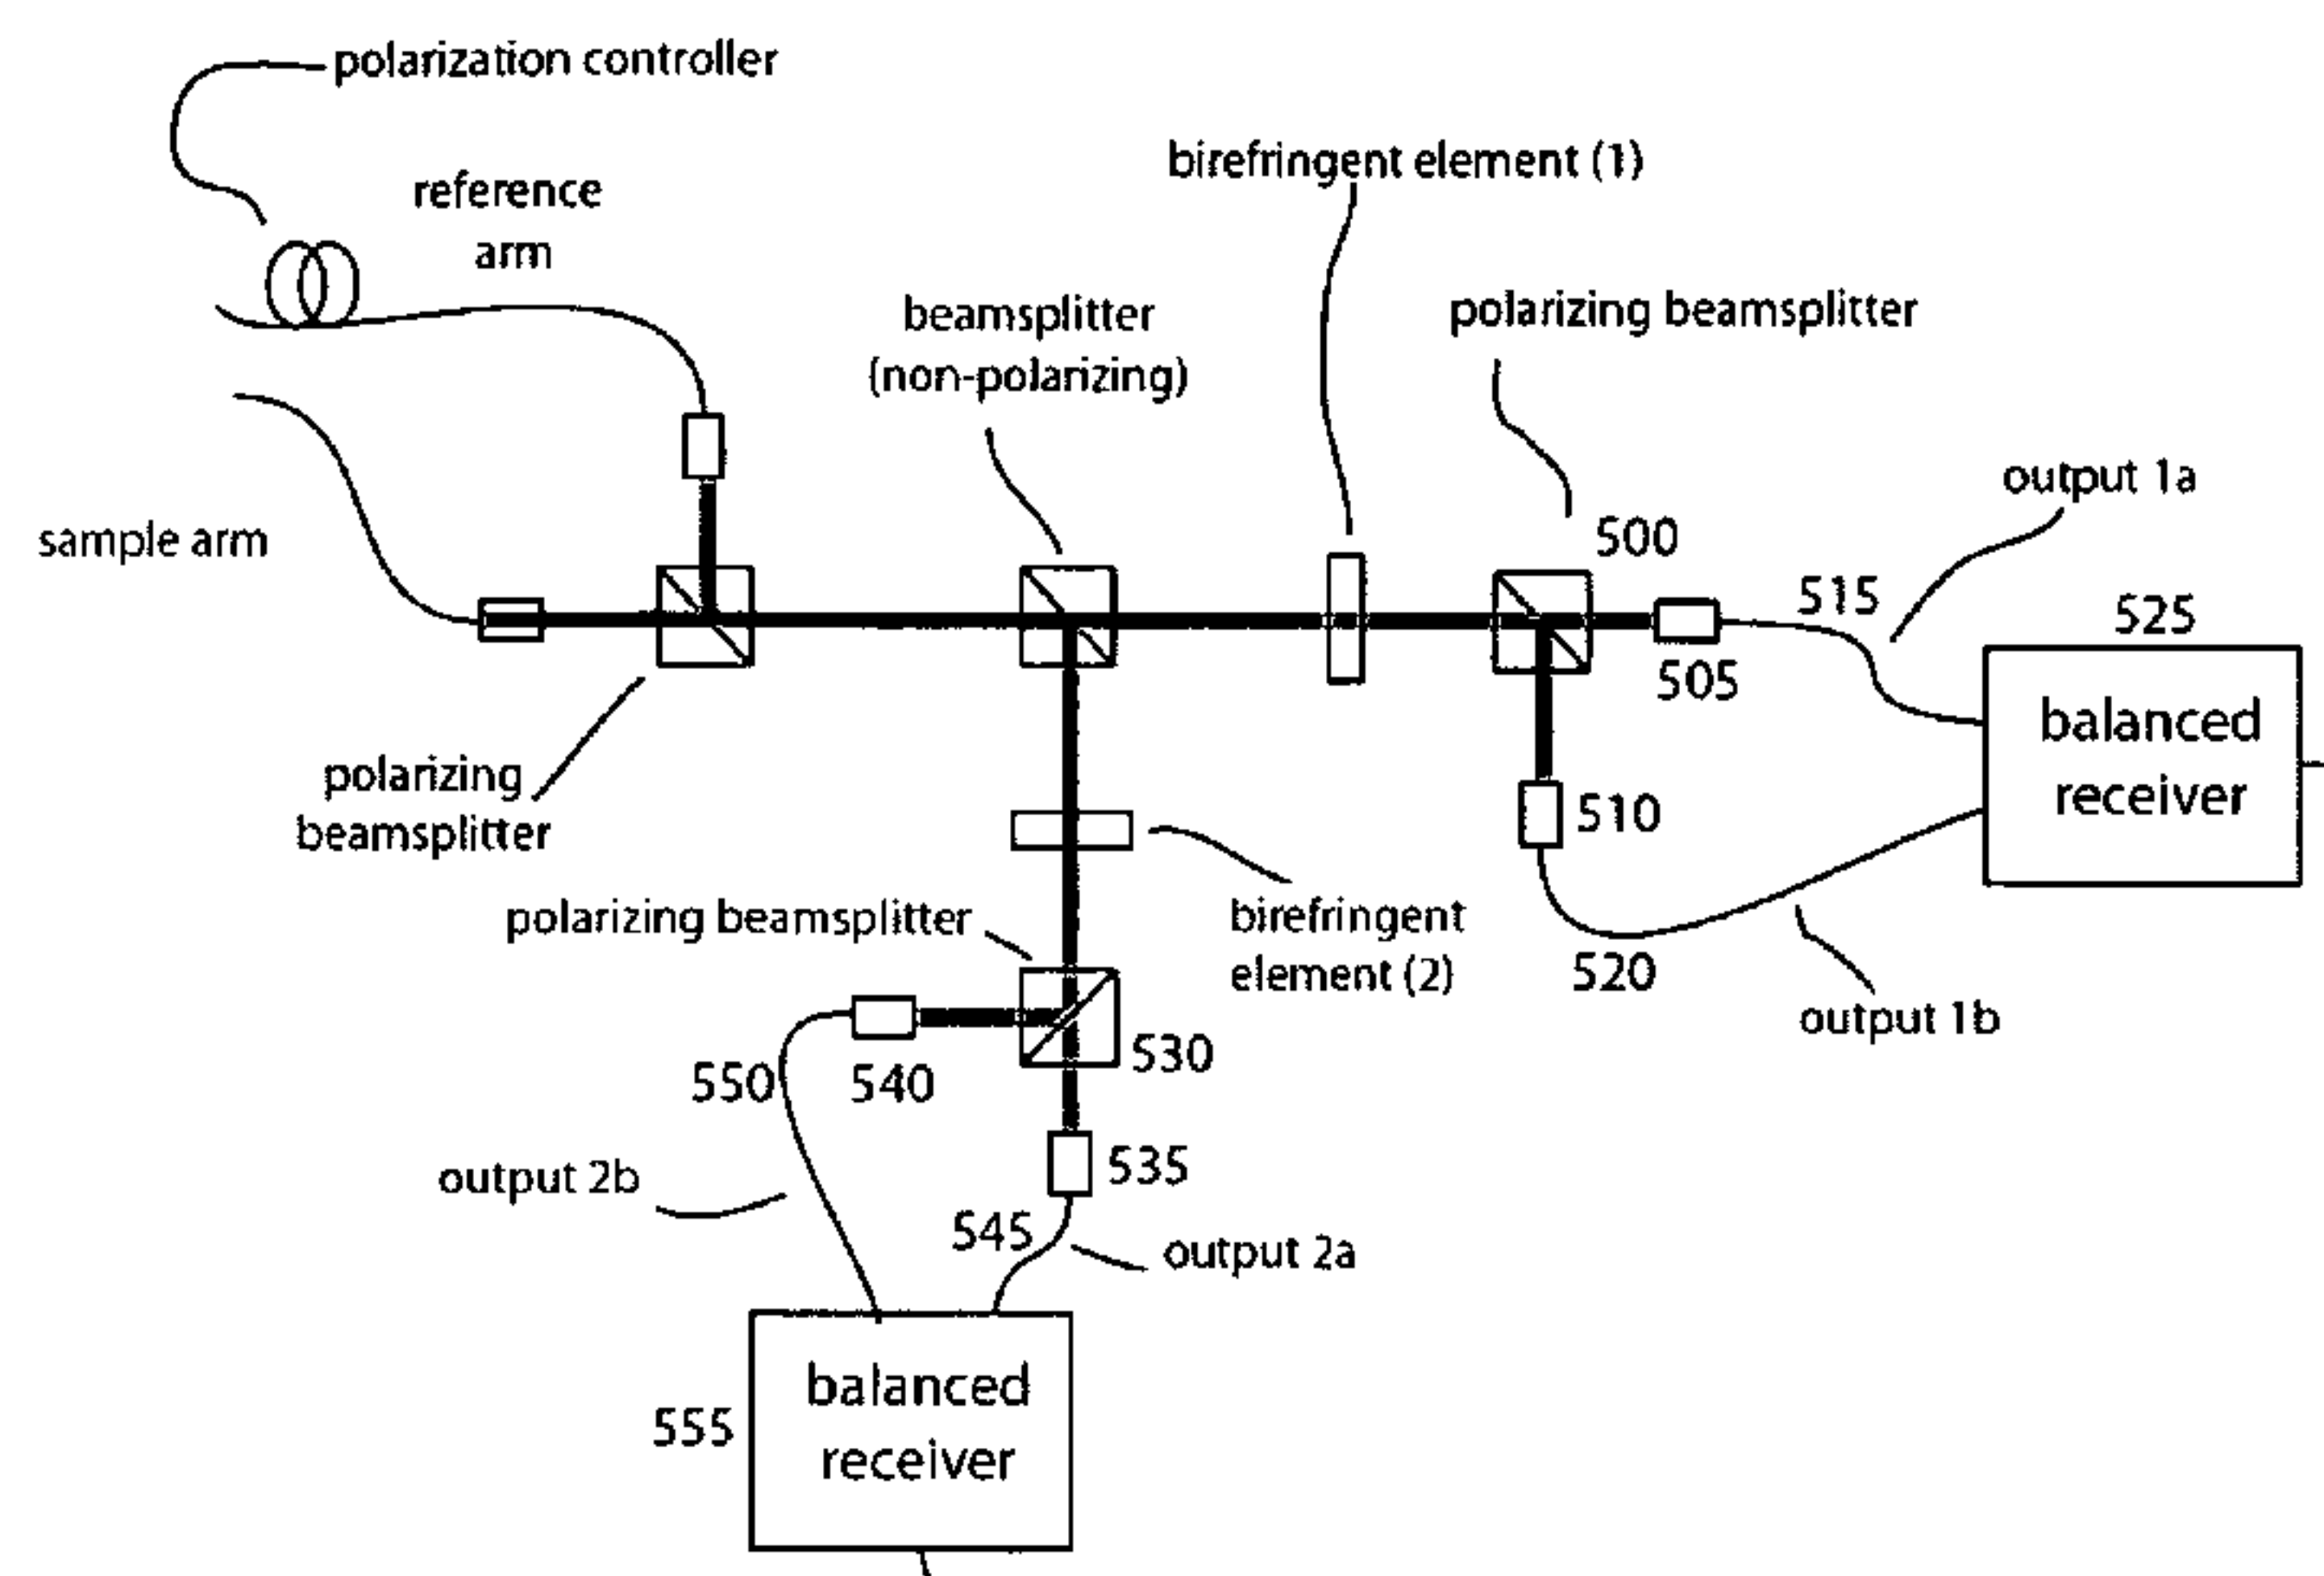 polarization controller
reference
arm
sample arm
beamsplitter
(non-polarizing)
birefringent element (1)
polarizing beamsplitter
500
output 1a
515
525
505
balanced
receiver
510
520
output 1b
polarizing
beamsplitter
polarizing beamsplitter
birefringent
element (2)
530
550
540
535
output 2b
545
output 2a
555
balanced
receiver